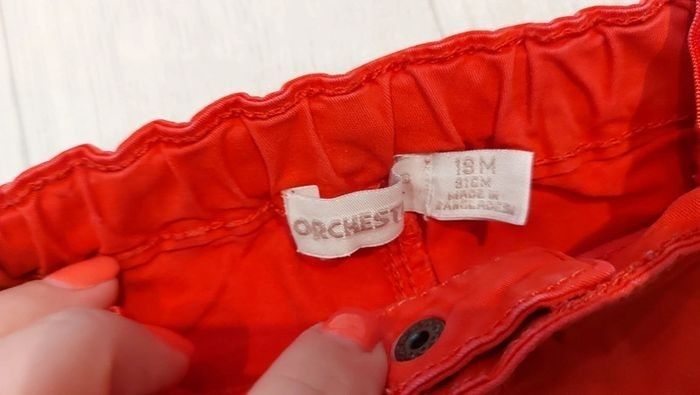 ORCHEST
18M
81CM
MADE IN
BANGLADESH